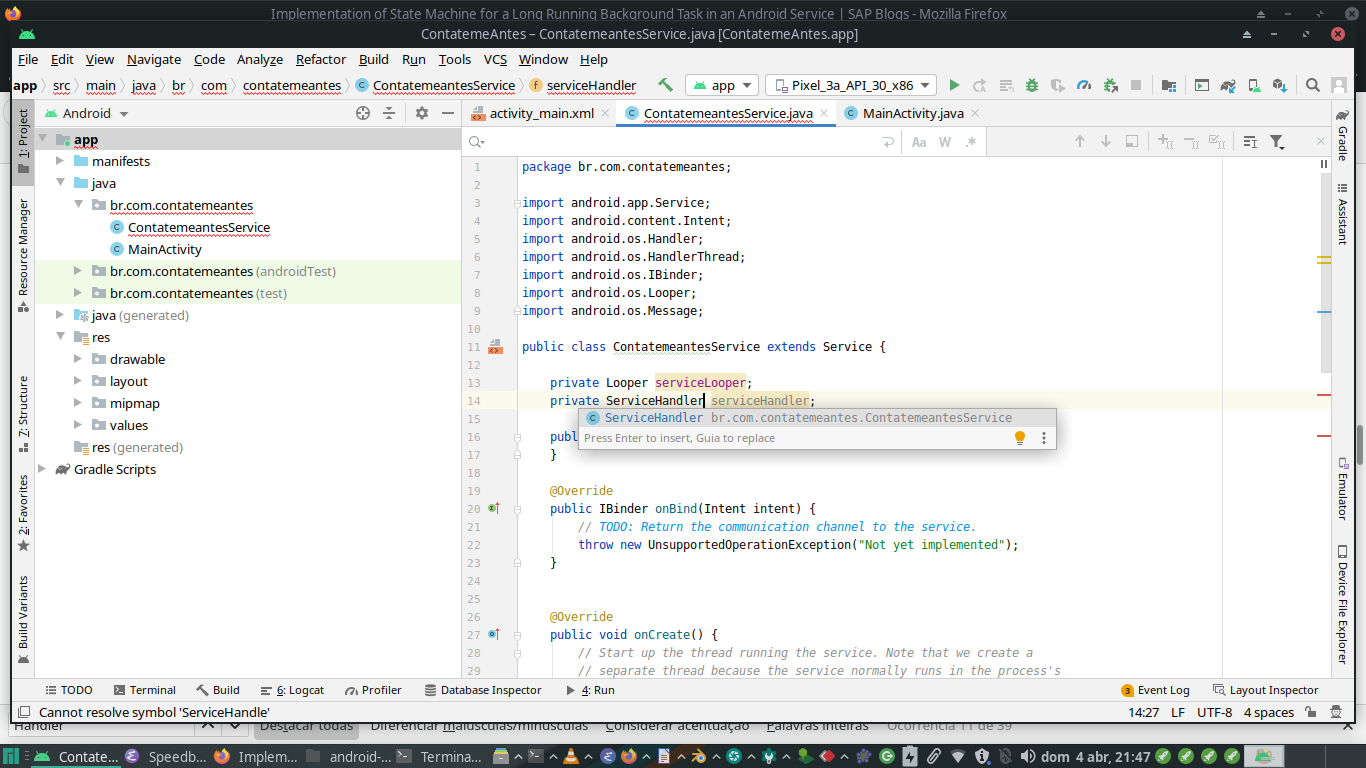 Implementation of State Machine for a Long Running Background Task in an Android Service | SAP Blogs - Mozilla Firefox
ContatemeAntes – ContatemeantesService.java [ContatemeAntes.app]
File Edit View Navigate Code Analyze Refactor Build Run Tools VCS Window Help
app src main java br com contatemeantes ContatemeantesService serviceHandler app Pixel_3a_API_30_x86
Android
activity_main.xml ContatemeantesService.java MainActivity.java
1: Project
Resource Manager
7: Structure
2: Favorites
Build Variants
app
manifests
java
br.com.contatemeantes
ContatemeantesService
MainActivity
br.com.contatemeantes (androidTest)
br.com.contatemeantes (test)
java (generated)
res
drawable
layout
mipmap
values
res (generated)
Gradle Scripts
Aa W .*
1 package br.com.contatemeantes;
2
3 import android.app.Service;
4 import android.content.Intent;
5 import android.os.Handler;
6 import android.os.HandlerThread;
7 import android.os.IBinder;
8 import android.os.Looper;
9 import android.os.Message;
10
11 public class ContatemeantesService extends Service {
12
13 private Looper serviceLooper;
14 private ServiceHandler serviceHandler;
15
ServiceHandler br.com.contatemeantes.ContatemeantesService
Press Enter to insert, Guia to replace
16 publ
17 }
18
19 @Override
20 public IBinder onBind(Intent intent) {
21 // TODO: Return the communication channel to the service.
22 throw new UnsupportedOperationException("Not yet implemented");
23 }
24
25
26 @Override
27 public void onCreate() {
28 // Start up the thread running the service. Note that we create a
29 // separate thread because the service normally runs in the process's
Gradle
Assistant
Emulator
Device File Explorer
TODO Terminal Build 6: Logcat Profiler Database Inspector 4: Run 3 Event Log Layout Inspector
Cannot resolve symbol 'ServiceHandle' 14:27 LF UTF-8 4 spaces
Handler Destacar todas Diferenciar maiúsculas/minúsculas Considerar acentuação Palavras inteiras Ocorrência 11 de 39
Contate... Speedb... Implem... android-... Termina... dom 4 abr, 21:47